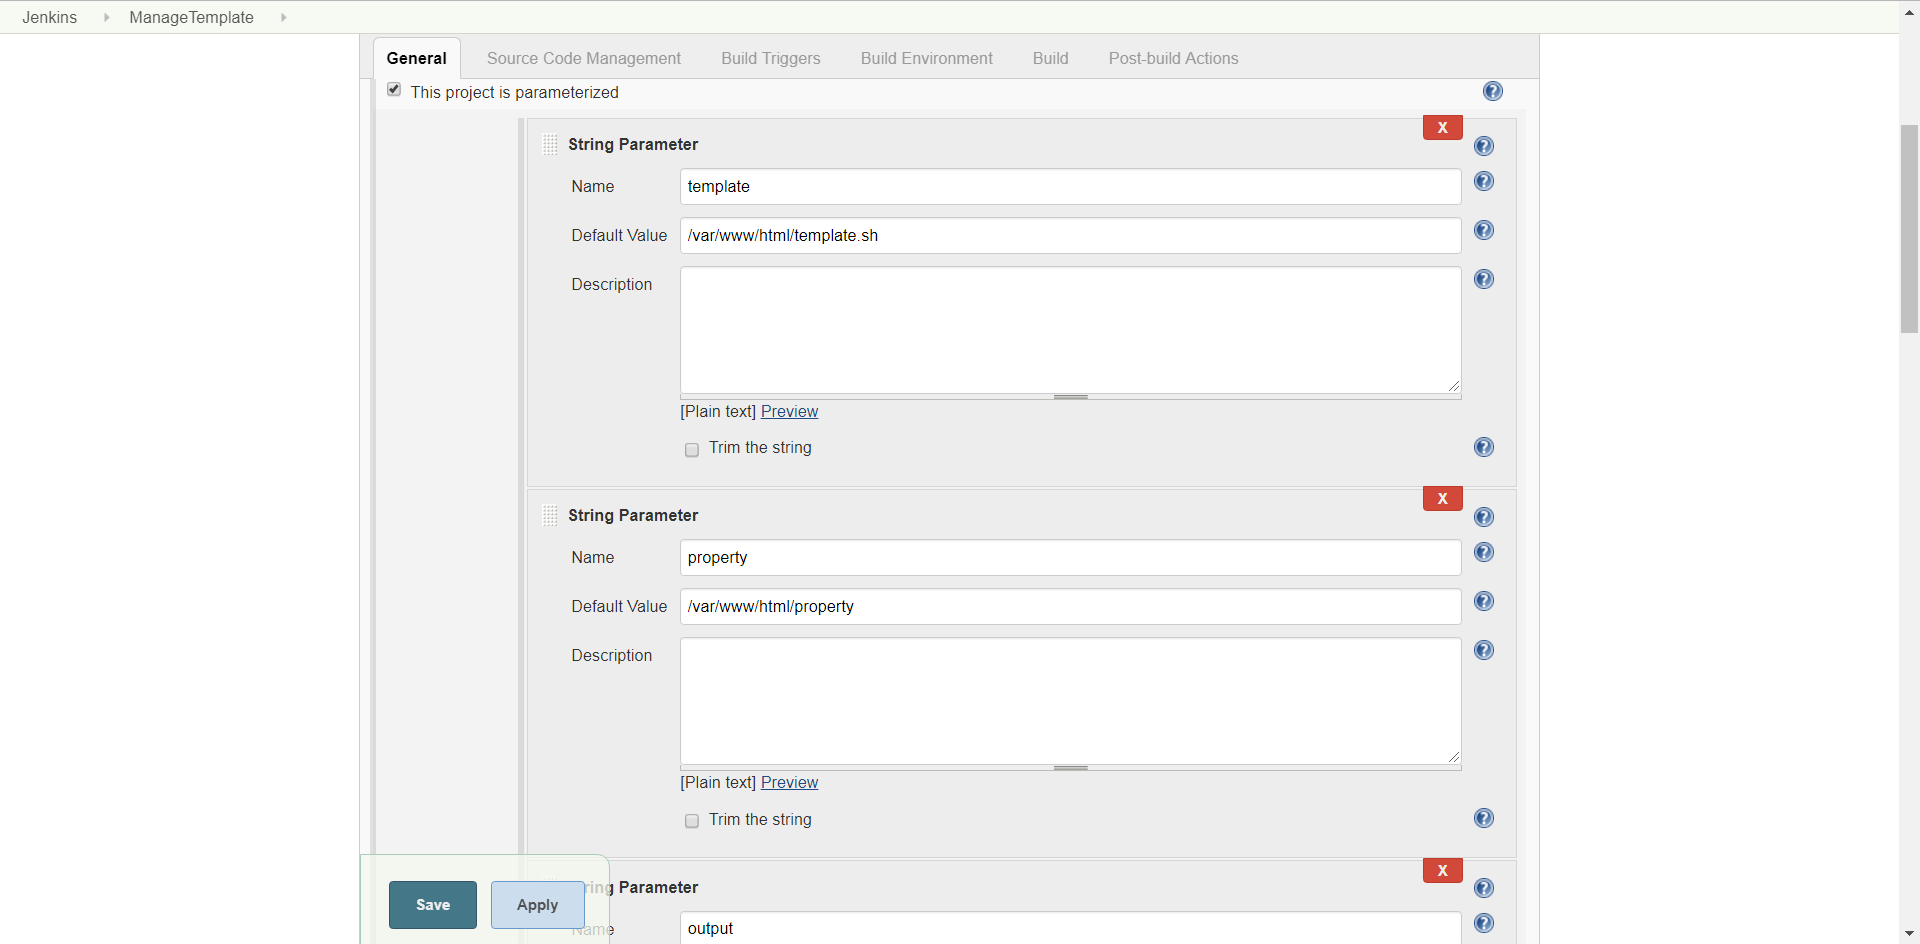 Jenkins ManageTemplate
General Source Code Management Build Triggers Build Environment Build Post-build Actions
This project is parameterized
X
String Parameter
Name template
Default Value /var/www/html/template.sh
Description
[Plain text] Preview
Trim the string
X
String Parameter
Name property
Default Value /var/www/html/property
Description
[Plain text] Preview
Trim the string
X
String Parameter
Name output
Save Apply